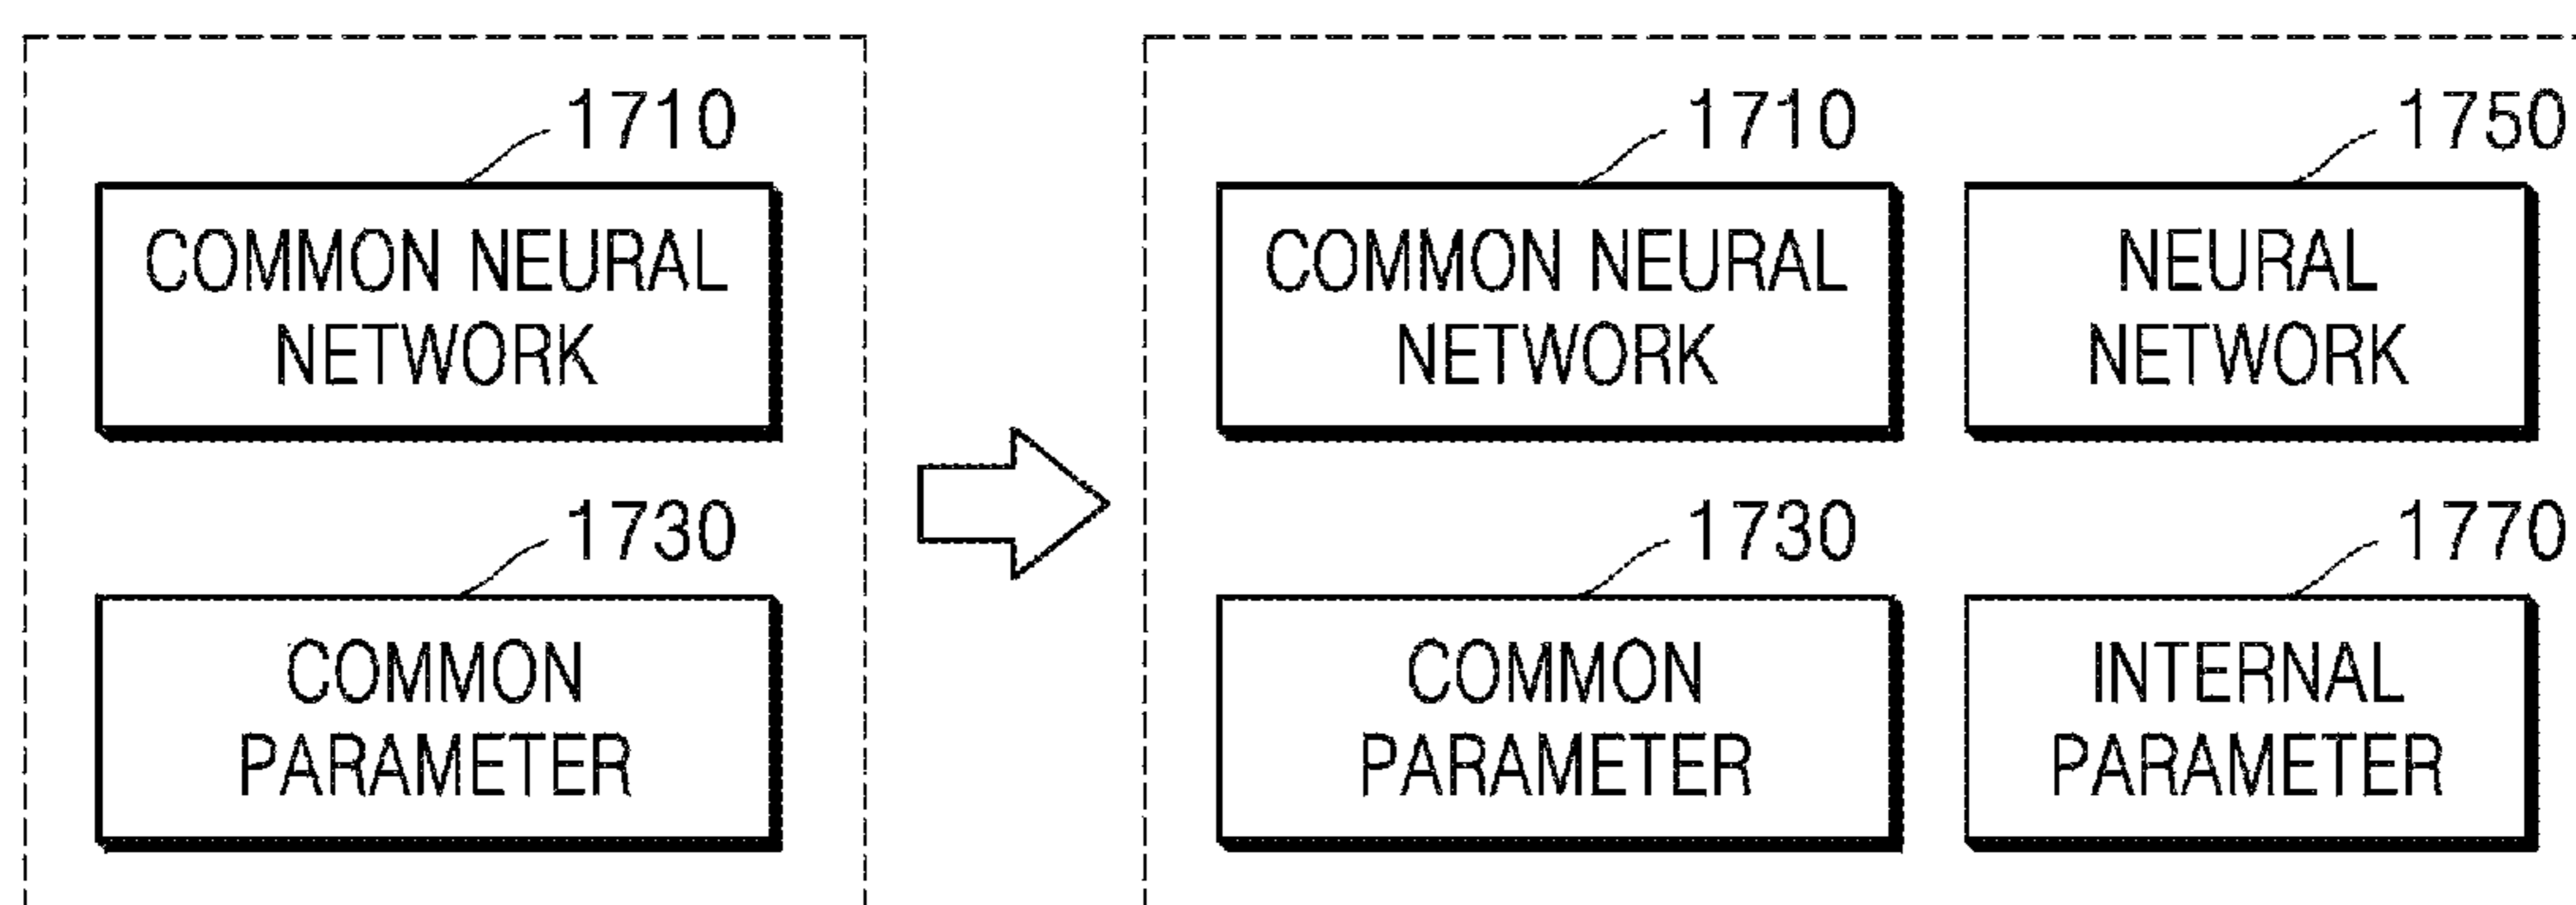 1710
COMMON NEURAL
NETWORK
1730
COMMON
PARAMETER
1710
COMMON NEURAL
NETWORK
1750
NEURAL
NETWORK
1730
COMMON
PARAMETER
1770
INTERNAL
PARAMETER